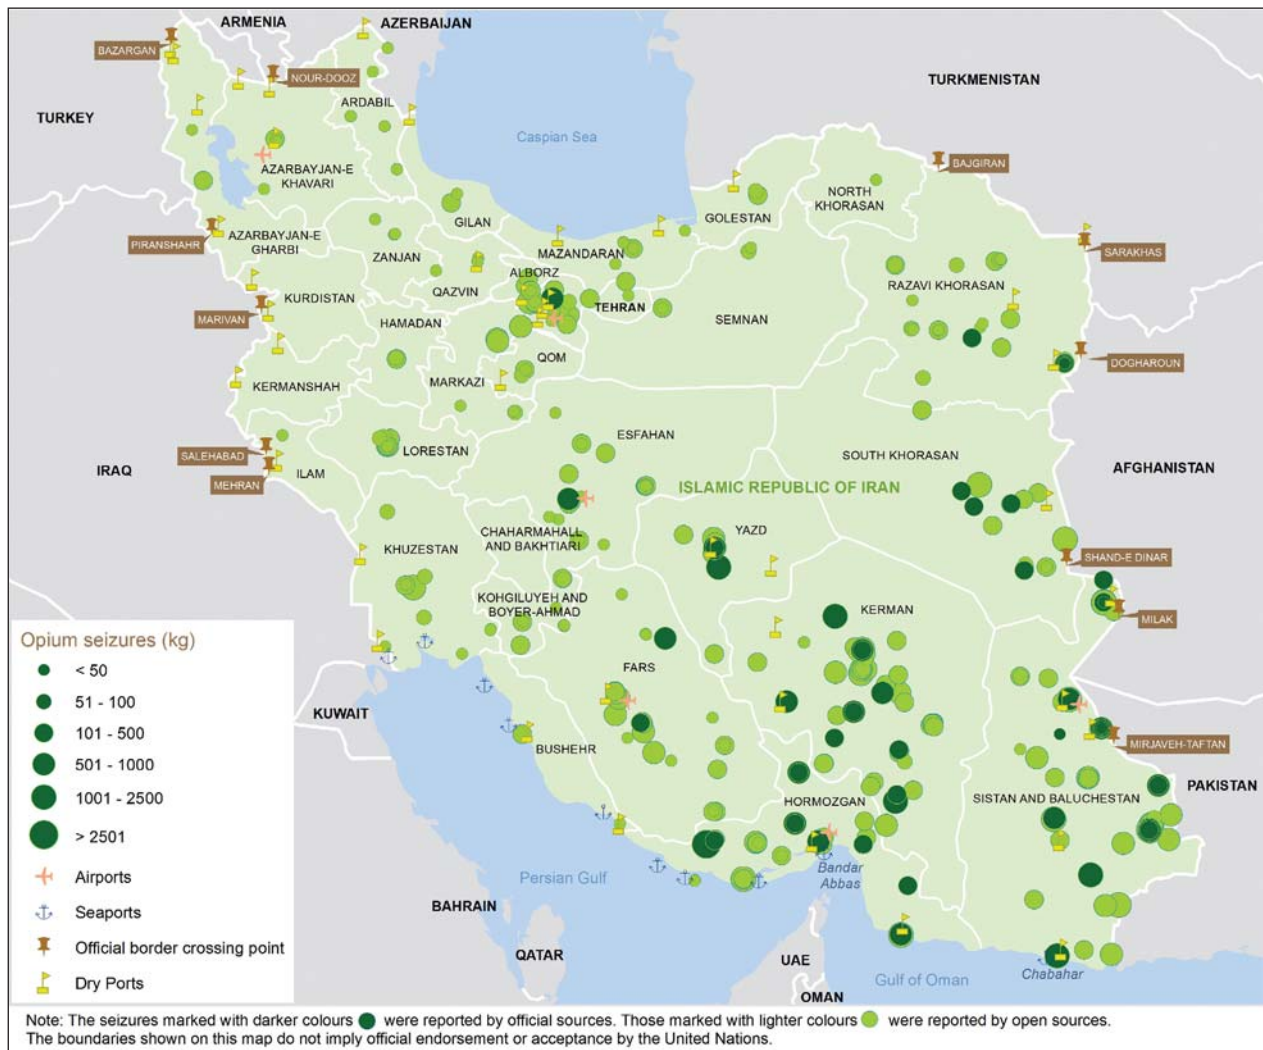 ARMENIA
AZERBAIJAN
BAZARGAN
NOUR-DOOZ
TURKMENISTAN
ARDABIL
TURKEY
Caspian Sea
BAJGIRAN
AZARBAYJAN-E
KHAVARI
NORTH
KHORASAN
GOLESTAN
GILAN
PIRANSHAHR
AZARBAYJAN-E
GHARBI
SARAKHAS
ZANJAN
MAZANDARAN
ALBORZ
RAZAVI KHORASAN
QAZVIN
KURDISTAN
TEHRAN
MARIVAN
HAMADAN
SEMNAN
QOM
DOGHAROUN
KERMANSHAH
MARKAZI
ESFAHAN
SALEHABAD
LORESTAN
SOUTH KHORASAN
IRAQ
ILAM
AFGHANISTAN
MEHRAN
ISLAMIC REPUBLIC OF IRAN
CHAHARMAHALL
AND BAKHTIARI
YAZD
KHUZESTAN
SHAND-E DINAR
KOHGILUYEH AND
BOYER-AHMAD
KERMAN
MILAK
Opium seizures (kg)
< 50
51 - 100
101 - 500
501 - 1000
1001 - 2500
> 2501
Airports
Seaports
Official border crossing point
Dry Ports
FARS
KUWAIT
BUSHEHR
MIRJAVEH-TAFTAN
PAKISTAN
HORMOZGAN
SISTAN AND BALUCHESTAN
Persian Gulf
Bandar
Abbas
BAHRAIN
QATAR
UAE
OMAN
Gulf of Oman
Chabahar
Note: The seizures marked with darker colours were reported by official sources. Those marked with lighter colours were reported by open sources.
The boundaries shown on this map do not imply official endorsement or acceptance by the United Nations.